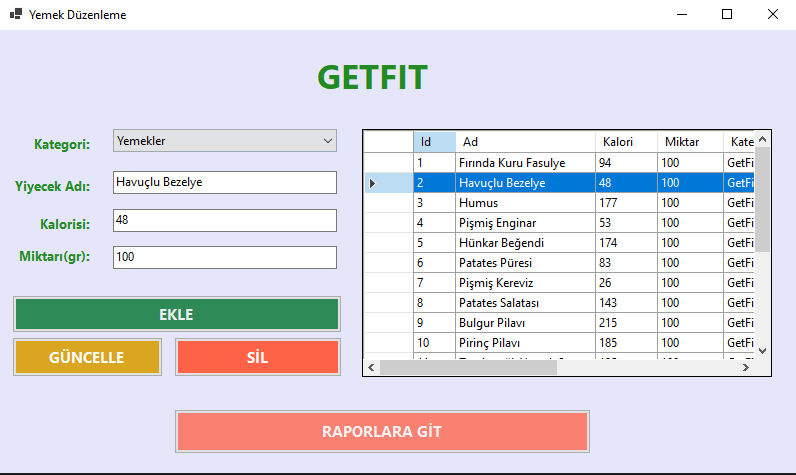 Yemek Düzenleme
GETFIT
Kategori: Yemekler
Yiyecek Adı: Havuçlu Bezelye
Kalorisi: 48
Miktarı(gr): 100
EKLE
GÜNCELLE SİL
Id Ad Kalori Miktar Kate
1 Fırında Kuru Fasulye 94 100 GetFi
2 Havuçlu Bezelye 48 100 GetFi
3 Humus 177 100 GetFi
4 Pişmiş Enginar 53 100 GetFi
5 Hünkar Beğendi 174 100 GetFi
6 Patates Püresi 83 100 GetFi
7 Pişmiş Kereviz 26 100 GetFi
8 Patates Salatası 143 100 GetFi
9 Bulgur Pilavı 215 100 GetFi
10 Pirinç Pilavı 185 100 GetFi
RAPORLARA GİT